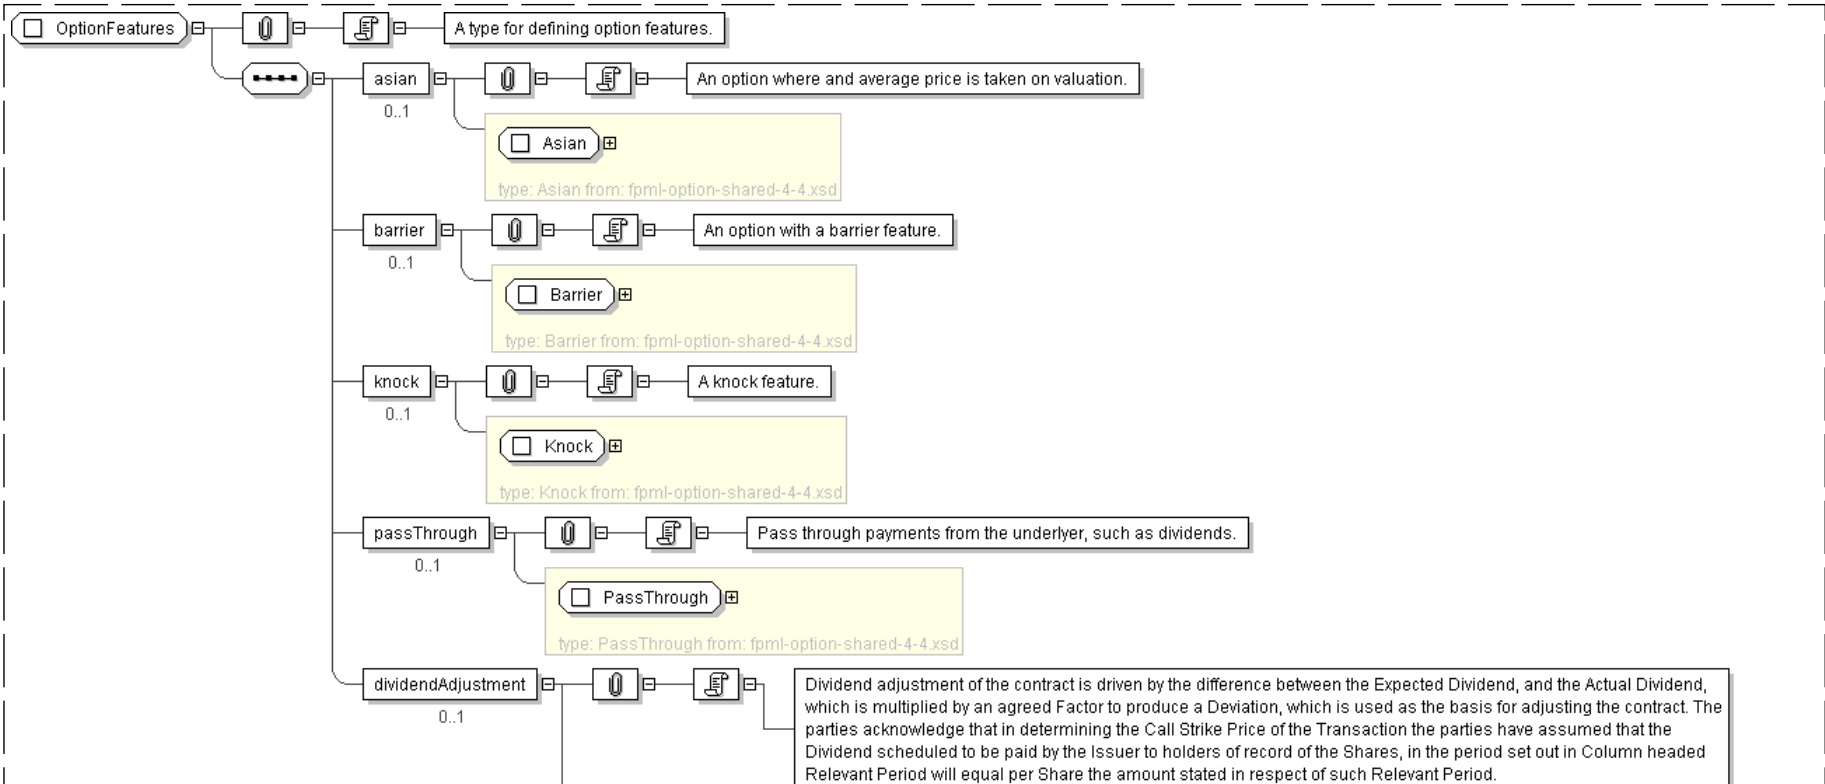 OptionFeatures
A type for defining option features.
asian
An option where and average price is taken on valuation.
0..1
Asian
type: Asian from: fpml-option-shared-4-4.xsd
barrier
An option with a barrier feature.
0..1
Barrier
type: Barrier from: fpml-option-shared-4-4.xsd
knock
A knock feature.
0..1
Knock
type: Knock from: fpml-option-shared-4-4.xsd
passThrough
Pass through payments from the underlyer, such as dividends.
0..1
PassThrough
type: PassThrough from: fpml-option-shared-4-4.xsd
dividendAdjustment
0..1
Dividend adjustment of the contract is driven by the difference between the Expected Dividend, and the Actual Dividend,
which is multiplied by an agreed Factor to produce a Deviation, which is used as the basis for adjusting the contract. The
parties acknowledge that in determining the Call Strike Price of the Transaction the parties have assumed that the
Dividend scheduled to be paid by the Issuer to holders of record of the Shares, in the period set out in Column headed
Relevant Period will equal per Share the amount stated in respect of such Relevant Period.